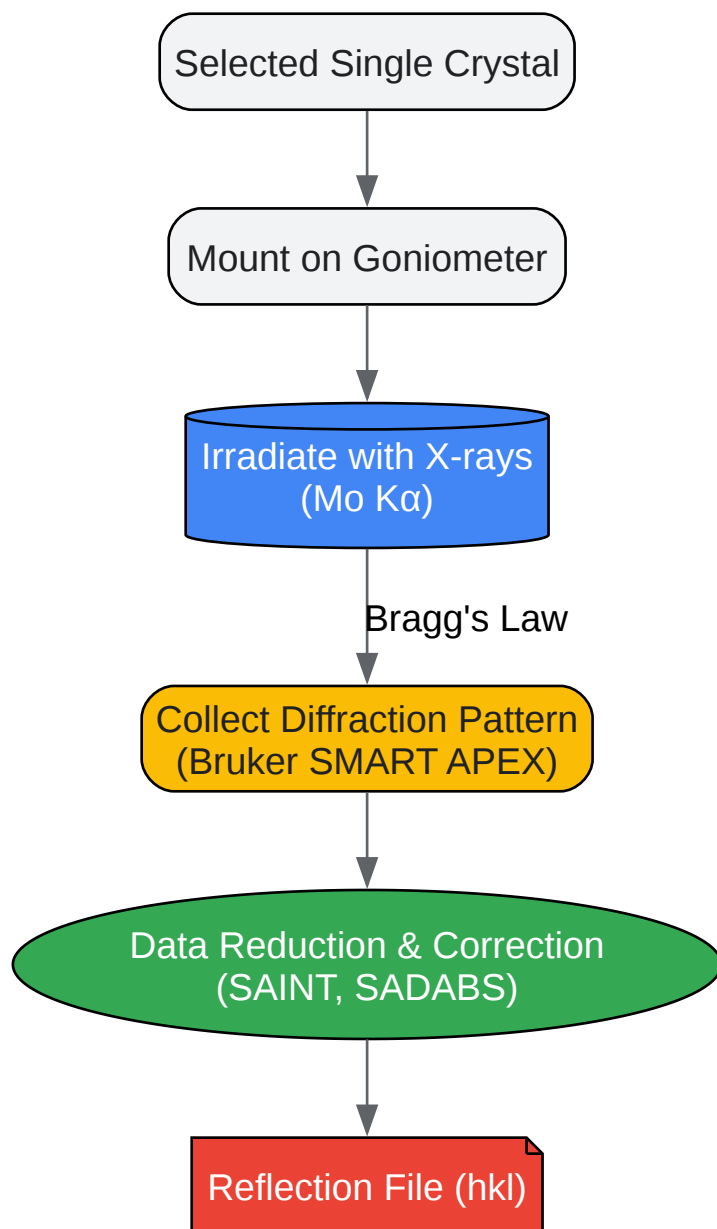 Selected Single Crystal
Mount on Goniometer
Irradiate with X-rays
(Mo Kα)
Bragg's Law
Collect Diffraction Pattern
(Bruker SMART APEX)
Data Reduction & Correction
(SAINT, SADABS)
Reflection File (hkl)